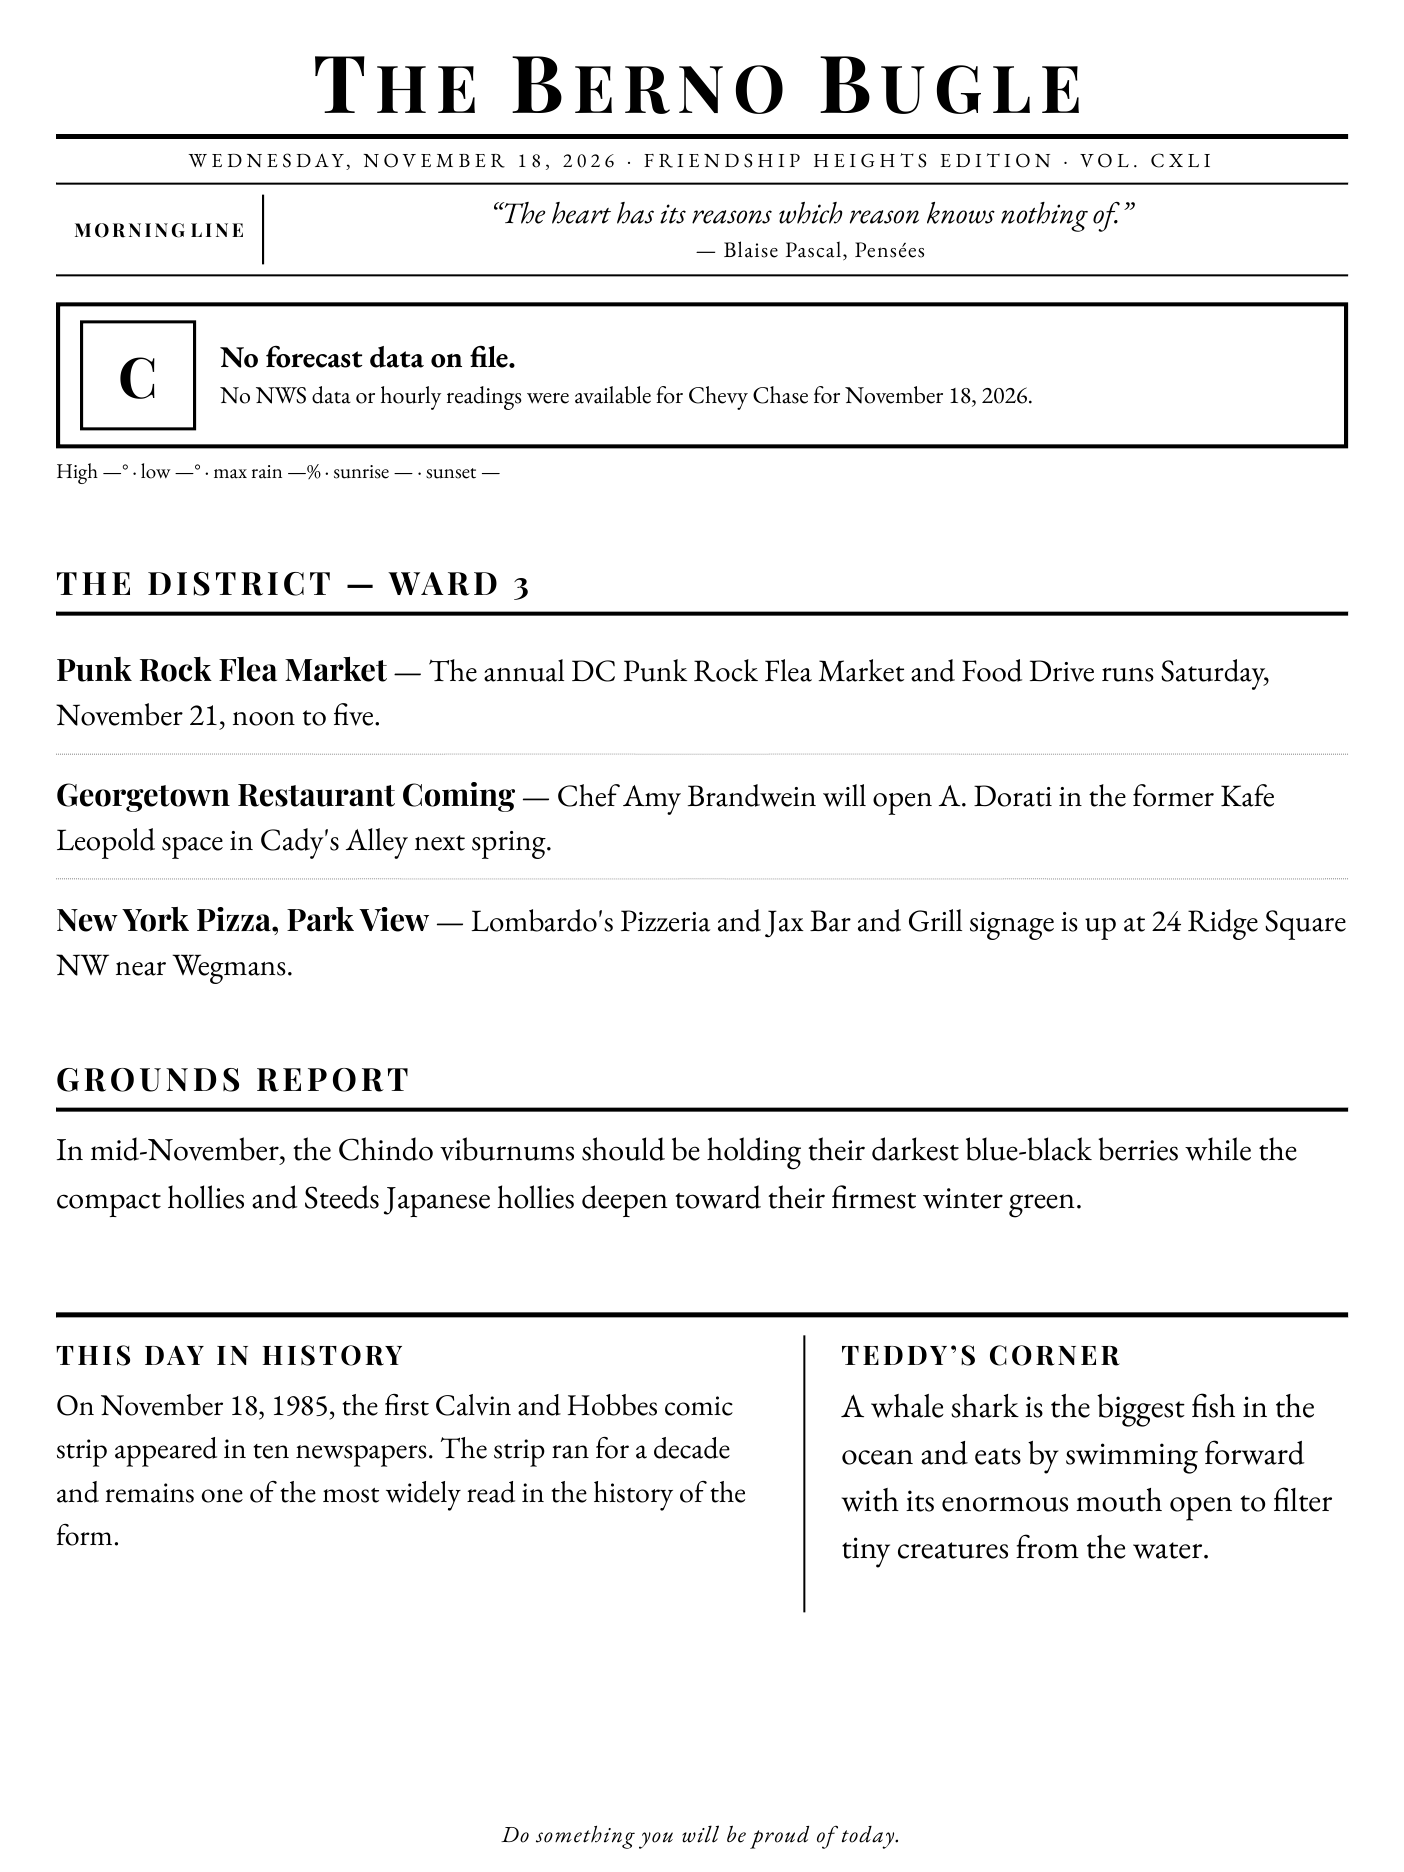 THE BERNO BUGLE
WEDNESDAY, NOVEMBER 18, 2026 · FRIENDSHIP HEIGHTS EDITION · VOL. CXLI
MORNING LINE
“The heart has its reasons which reason knows nothing of.”
— Blaise Pascal, Pensées
C
No forecast data on file.
No NWS data or hourly readings were available for Chevy Chase for November 18, 2026.
High —° · low —° · max rain —% · sunrise — · sunset —
THE DISTRICT — WARD 3
Punk Rock Flea Market — The annual DC Punk Rock Flea Market and Food Drive runs Saturday,
November 21, noon to five.
Georgetown Restaurant Coming — Chef Amy Brandwein will open A. Dorati in the former Kafe
Leopold space in Cady's Alley next spring.
New York Pizza, Park View — Lombardo's Pizzeria and Jax Bar and Grill signage is up at 24 Ridge Square
NW near Wegmans.
GROUNDS REPORT
In mid-November, the Chindo viburnums should be holding their darkest blue-black berries while the
compact hollies and Steeds Japanese hollies deepen toward their firmest winter green.
THIS DAY IN HISTORY
On November 18, 1985, the first Calvin and Hobbes comic
strip appeared in ten newspapers. The strip ran for a decade
and remains one of the most widely read in the history of the
form.
TEDDY’S CORNER
A whale shark is the biggest fish in the
ocean and eats by swimming forward
with its enormous mouth open to filter
tiny creatures from the water.
Do something you will be proud of today.